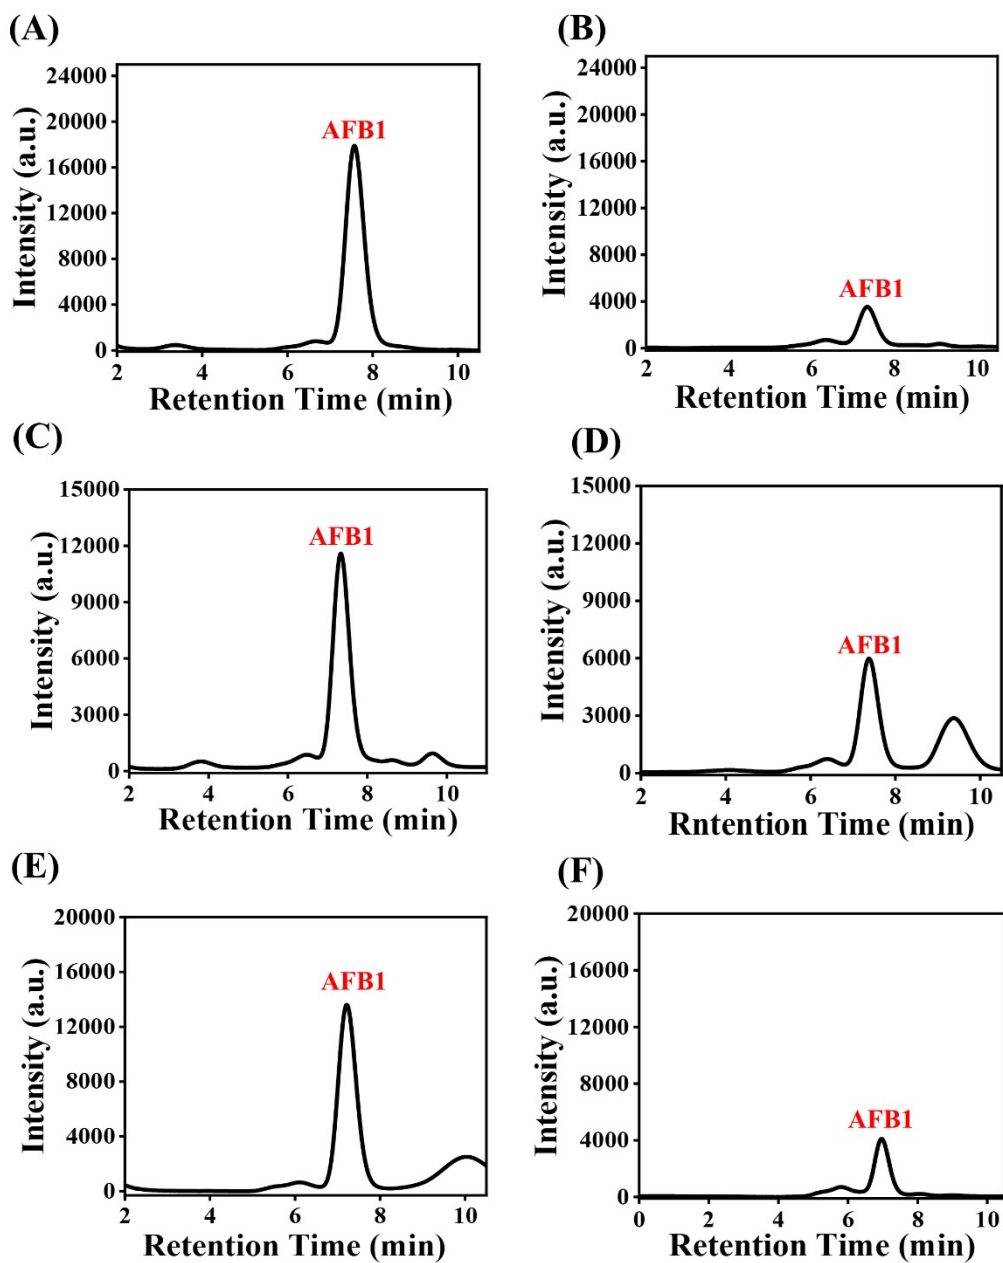 (A)
24000
20000
16000
12000
8000
4000
0
Intensity (a.u.)
AFB1
2 4 6 8 10
Retention Time (min)
(B)
24000
20000
16000
12000
8000
4000
0
Intensity (a.u.)
AFB1
2 4 6 8 10
Retention Time (min)
(C)
15000
12000
9000
6000
3000
0
Intensity (a.u.)
AFB1
2 4 6 8 10
Retention Time (min)
(D)
15000
12000
9000
6000
3000
0
Intensity (a.u.)
AFB1
2 4 6 8 10
Rntention Time (min)
(E)
20000
16000
12000
8000
4000
0
Intensity (a.u.)
AFB1
2 4 6 8 10
Retention Time (min)
(F)
20000
16000
12000
8000
4000
0
Intensity (a.u.)
AFB1
0 2 4 6 8 10
Retention Time (min)